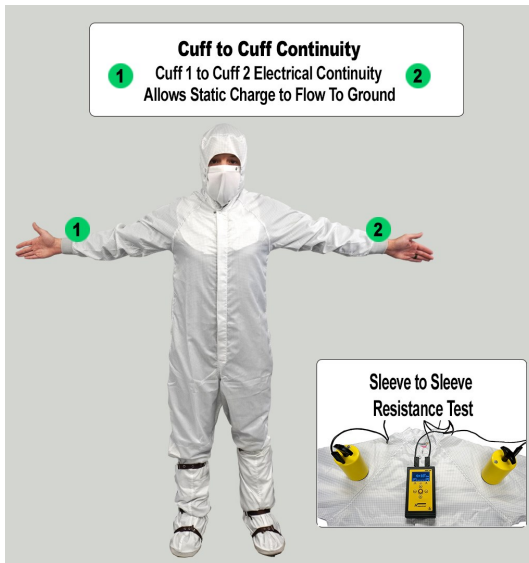 Cuff to Cuff Continuity
1 Cuff 1 to Cuff 2 Electrical Continuity 2
Allows Static Charge to Flow To Ground
1
2
Sleeve to Sleeve
Resistance Test